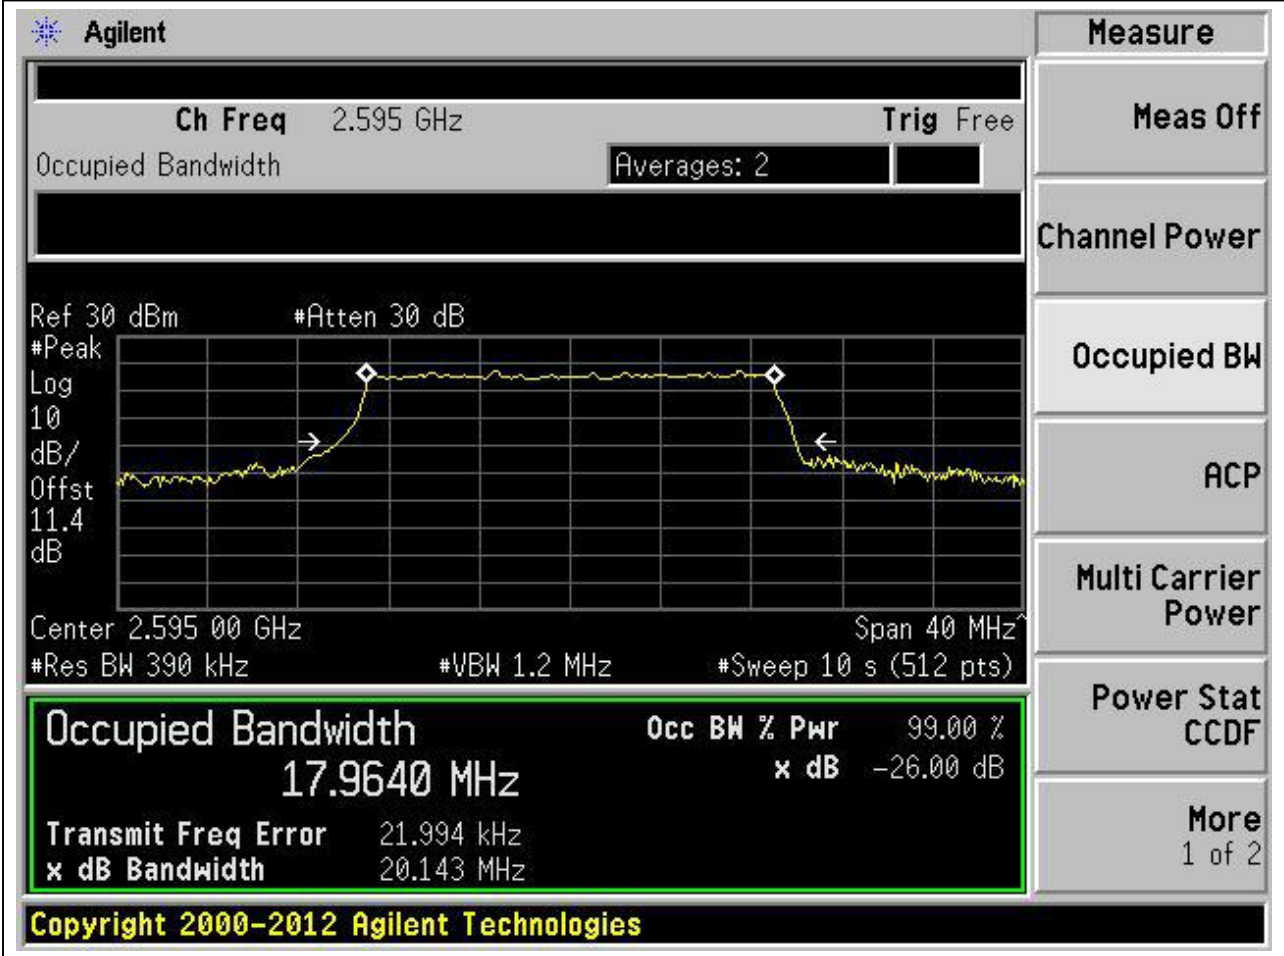 Agilent
Measure
Ch Freq 2.595 GHz Trig Free
Occupied Bandwidth Averages: 2
Meas Off
Channel Power
Occupied BW
ACP
Multi Carrier
Power
Power Stat
CCDF
More
1 of 2
Ref 30 dBm #Atten 30 dB
#Peak
Log
10
dB/
Offst
11.4
dB
Center 2.595 00 GHz Span 40 MHz^
#Res BW 390 kHz #VBW 1.2 MHz #Sweep 10 s (512 pts)
Occupied Bandwidth Occ BW % Pwr 99.00 %
17.9640 MHz x dB -26.00 dB
Transmit Freq Error 21.994 kHz
x dB Bandwidth 20.143 MHz
Copyright 2000-2012 Agilent Technologies